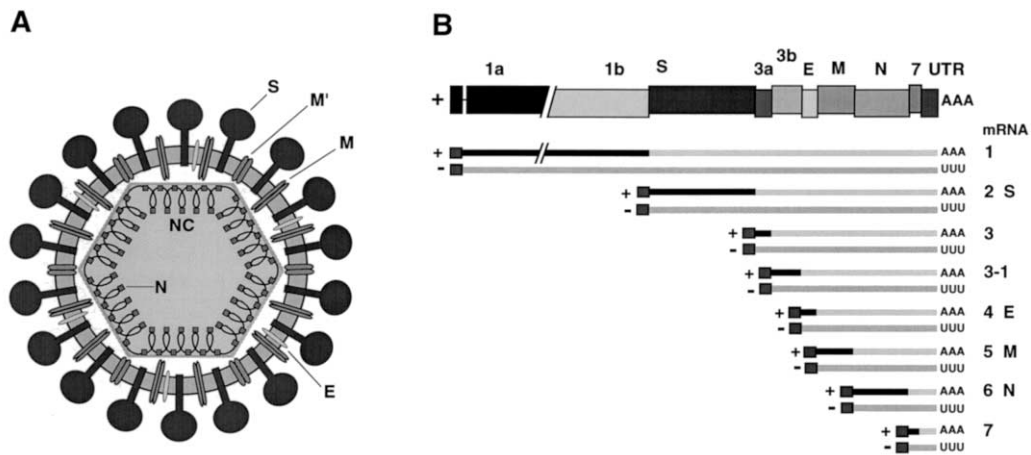 A
S
M'
M
NC
N
E
B
1a 1b S 3a 3b E M N 7 UTR
+ AAA
mRNA
+ AAA 1
- UUU
+ AAA 2 S
- UUU
+ AAA 3
- UUU
+ AAA 3-1
- UUU
+ AAA 4 E
- UUU
+ AAA 5 M
- UUU
+ AAA 6 N
- UUU
+ AAA 7
- UUU